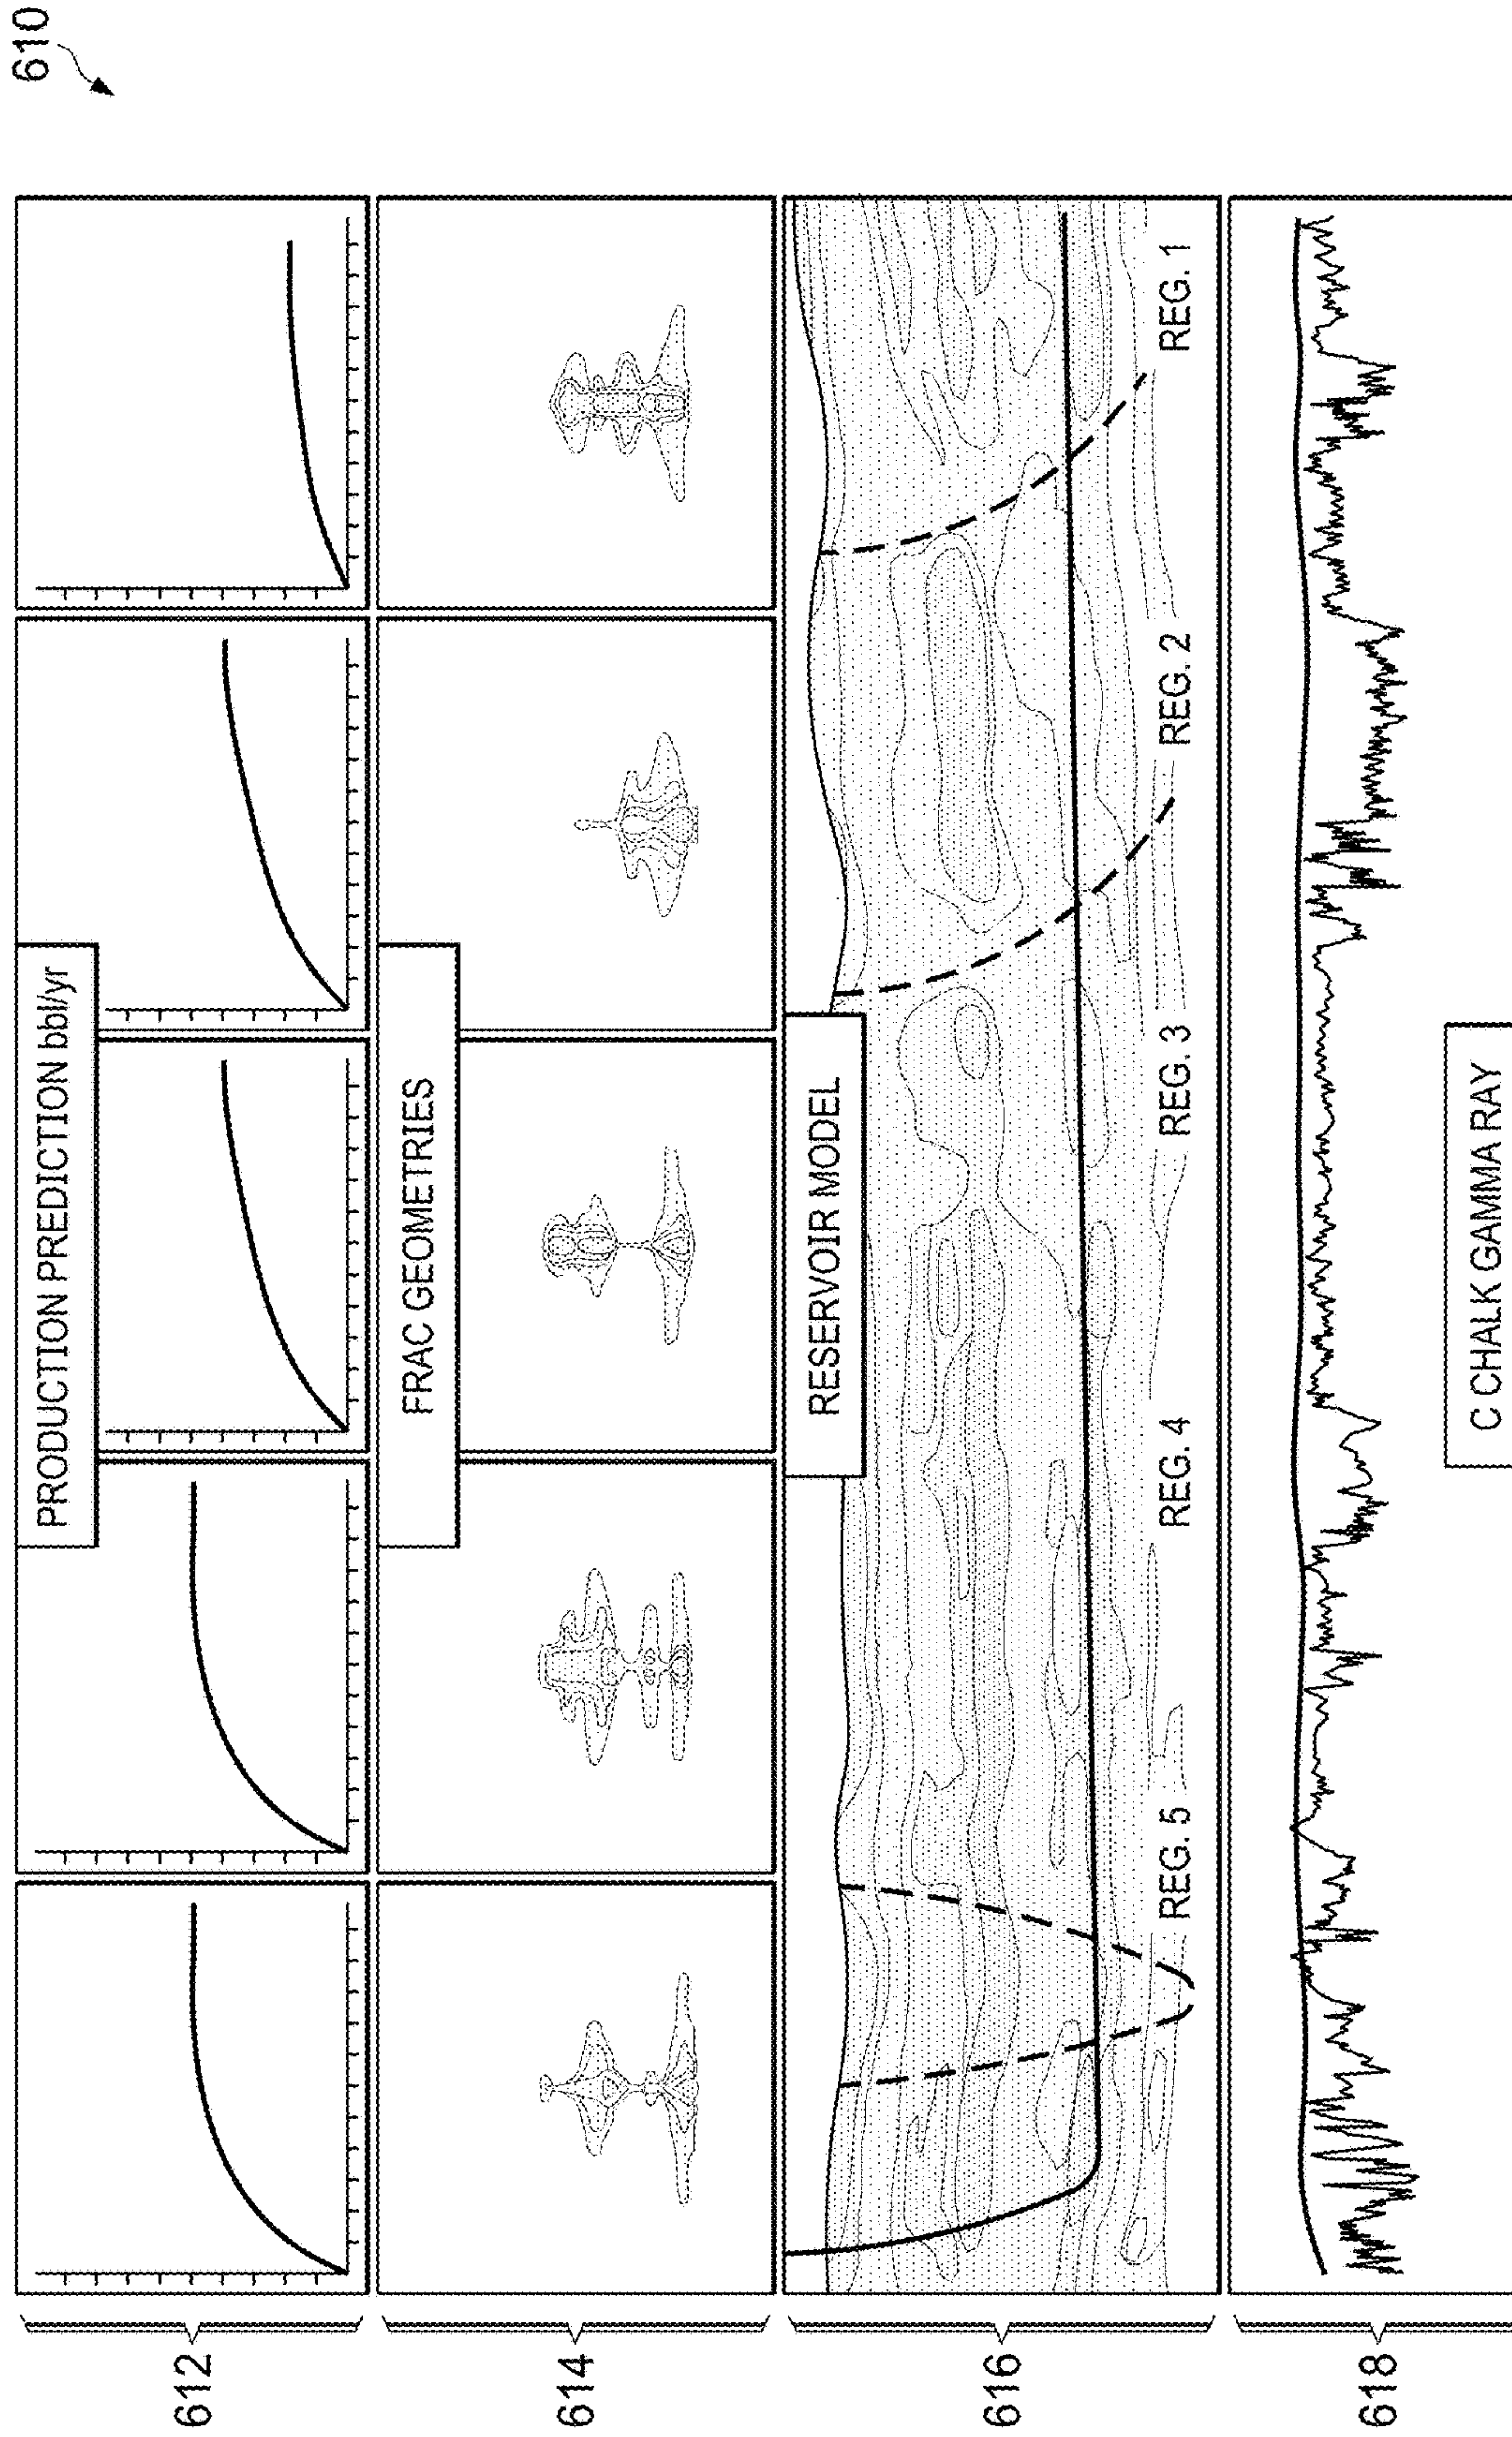 610
612
PRODUCTION PREDICTION bbl/yr
614
FRAC GEOMETRIES
616
RESERVOIR MODEL
REG. 5
REG. 4
REG. 3
REG. 2
REG. 1
618
C CHALK GAMMA RAY